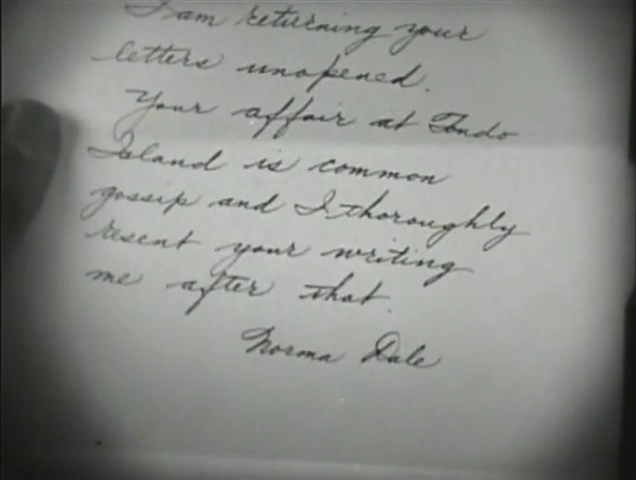 I am returning your
letters unopened.
Your affair at Tondo
Island is common
gossip and I thoroughly
resent your writing
me after that.
Norma Dale